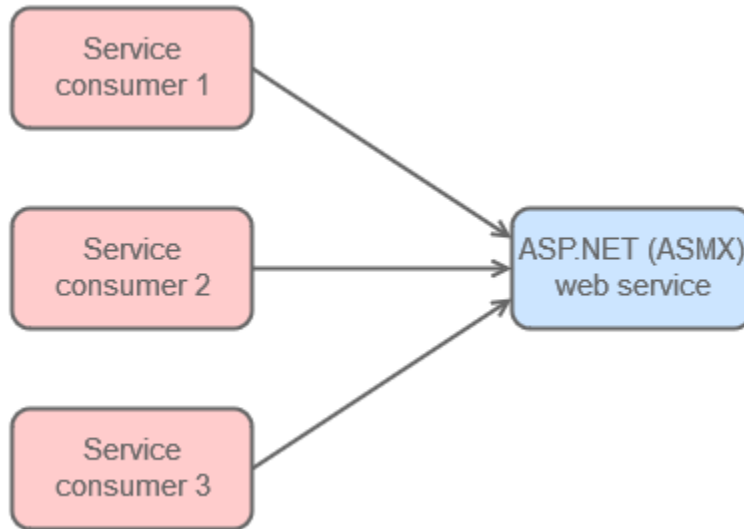 Service
consumer 1
Service
consumer 2
ASP.NET (ASMX)
web service
Service
consumer 3